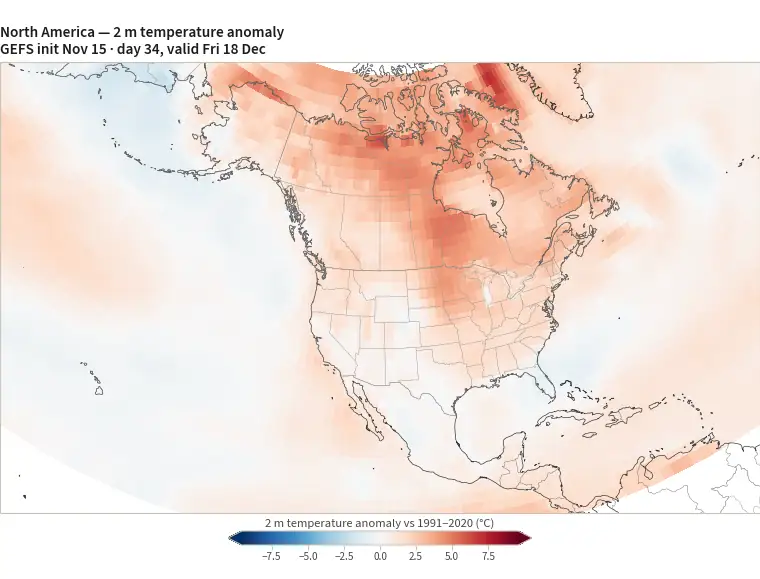 North America — 2 m temperature anomaly
GEFS init Nov 15 · day 34, valid Fri 18 Dec
2 m temperature anomaly vs 1991–2020 (°C)
−7.5 −5.0 −2.5 0.0 2.5 5.0 7.5